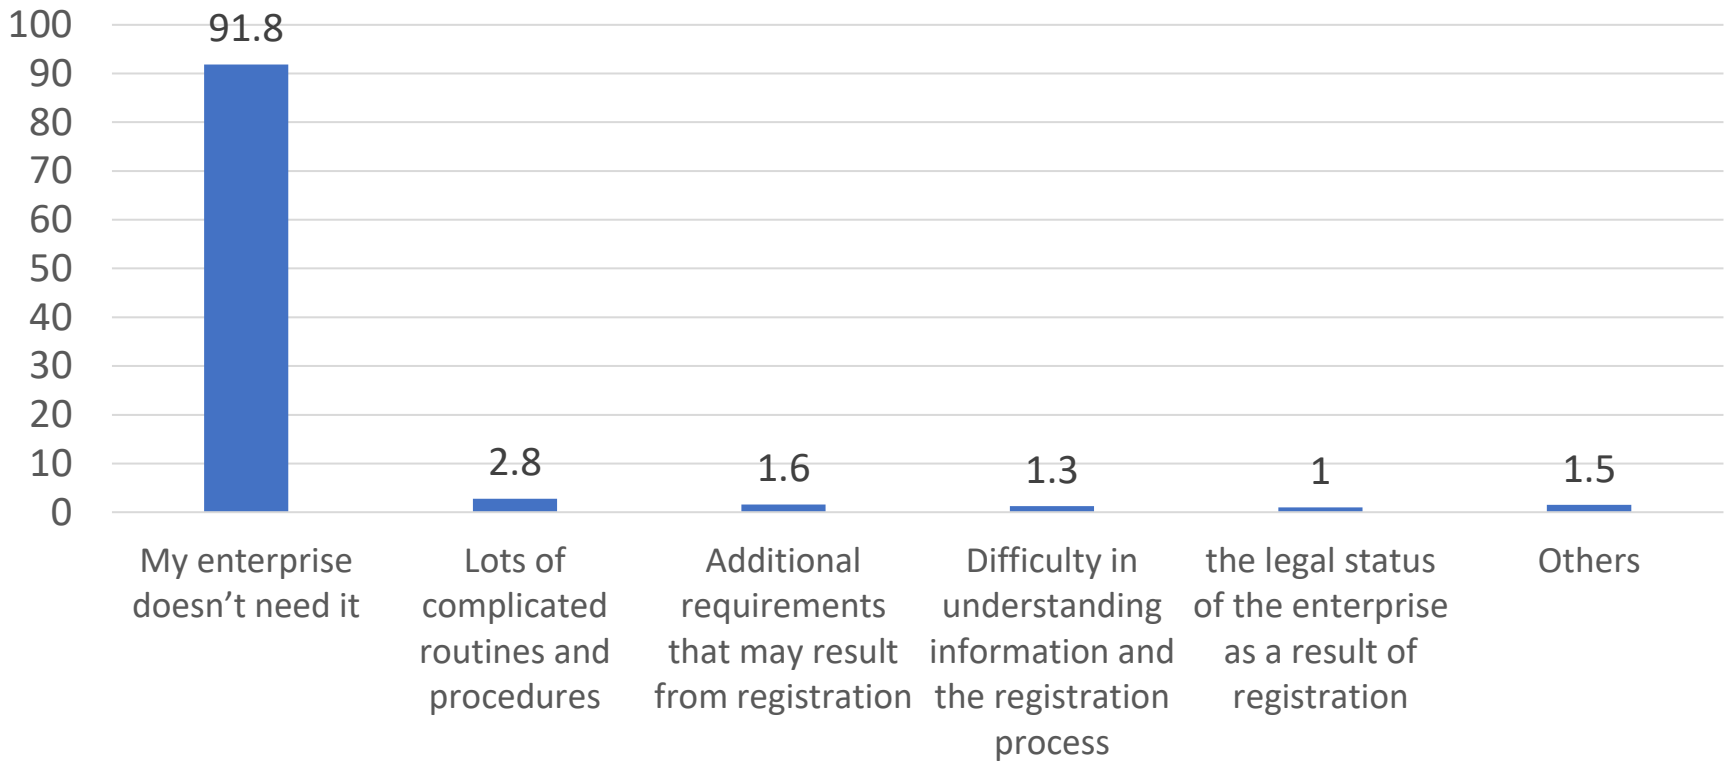 100
90
80
70
60
50
40
30
20
10
0
91.8
2.8
1.6
1.3
1
1.5
My enterprise
doesn’t need it
Lots of
complicated
routines and
procedures
Additional
requirements
that may result
from registration
Difficulty in
understanding
information and
the registration
process
the legal status
of the enterprise
as a result of
registration
Others